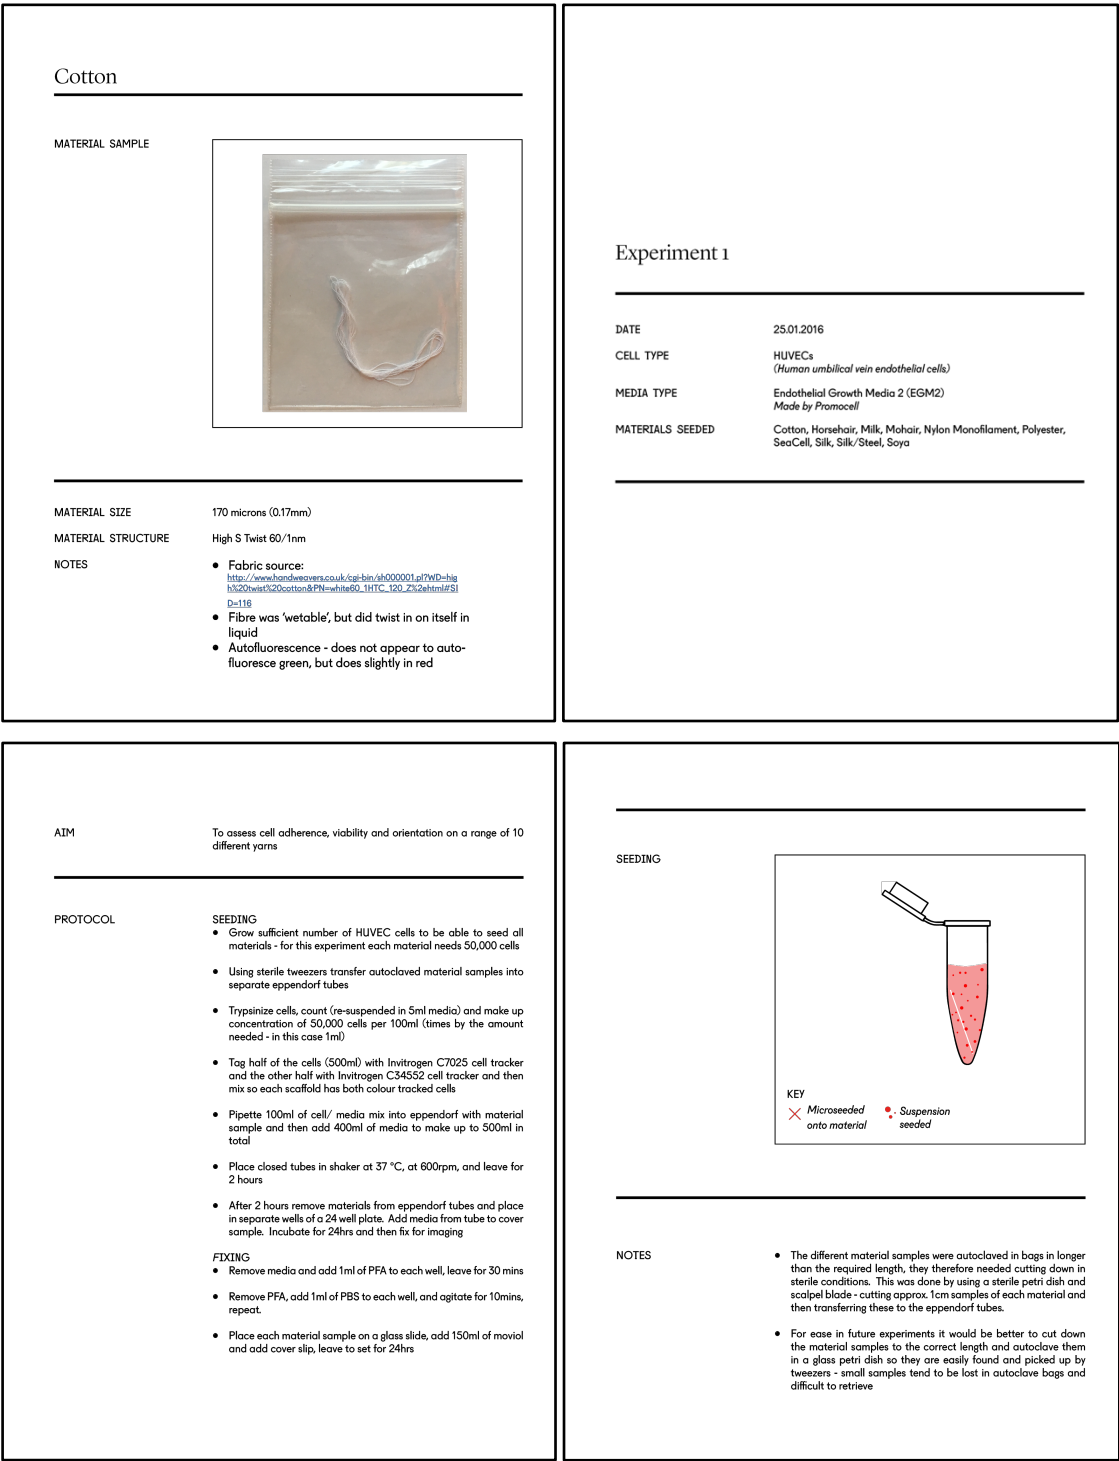 Cotton
MATERIAL SAMPLE
MATERIAL SIZE
170 microns (0.17mm)
MATERIAL STRUCTURE
High S Twist 60/1nm
NOTES
● Fabric source:
http://www.handweavers.co.uk/cgi-bin/sh000001.pl?WD=hig
h%20twist%20cotton&PN=white60_1HTC_120_Z%2ehtml#SI
D=116
● Fibre was ‘wetable’, but did twist in on itself in
liquid
● Autofluorescence - does not appear to auto-
fluoresce green, but does slightly in red
Experiment 1
DATE
25.01.2016
CELL TYPE
HUVECs
(Human umbilical vein endothelial cells)
MEDIA TYPE
Endothelial Growth Media 2 (EGM2)
Made by Promocell
MATERIALS SEEDED
Cotton, Horsehair, Milk, Mohair, Nylon Monofilament, Polyester,
SeaCell, Silk, Silk/Steel, Soya
AIM
To assess cell adherence, viability and orientation on a range of 10
different yarns
PROTOCOL
SEEDING
● Grow sufficient number of HUVEC cells to be able to seed all
materials - for this experiment each material needs 50,000 cells
● Using sterile tweezers transfer autoclaved material samples into
separate eppendorf tubes
● Trypsinize cells, count (re-suspended in 5ml media) and make up
concentration of 50,000 cells per 100ml (times by the amount
needed - in this case 1ml)
● Tag half of the cells (500ml) with Invitrogen C7025 cell tracker
and the other half with Invitrogen C34552 cell tracker and then
mix so each scaffold has both colour tracked cells
● Pipette 100ml of cell/ media mix into eppendorf with material
sample and then add 400ml of media to make up to 500ml in
total
● Place closed tubes in shaker at 37 °C, at 600rpm, and leave for
2 hours
● After 2 hours remove materials from eppendorf tubes and place
in separate wells of a 24 well plate. Add media from tube to cover
sample. Incubate for 24hrs and then fix for imaging
FIXING
● Remove media and add 1ml of PFA to each well, leave for 30 mins
● Remove PFA, add 1ml of PBS to each well, and agitate for 10mins,
repeat.
● Place each material sample on a glass slide, add 150ml of moviol
and add cover slip, leave to set for 24hrs
SEEDING
KEY
Microseeded
onto material
Suspension
seeded
NOTES
● The different material samples were autoclaved in bags in longer
than the required length, they therefore needed cutting down in
sterile conditions. This was done by using a sterile petri dish and
scalpel blade - cutting approx. 1cm samples of each material and
then transferring these to the eppendorf tubes.
● For ease in future experiments it would be better to cut down
the material samples to the correct length and autoclave them
in a glass petri dish so they are easily found and picked up by
tweezers - small samples tend to be lost in autoclave bags and
difficult to retrieve